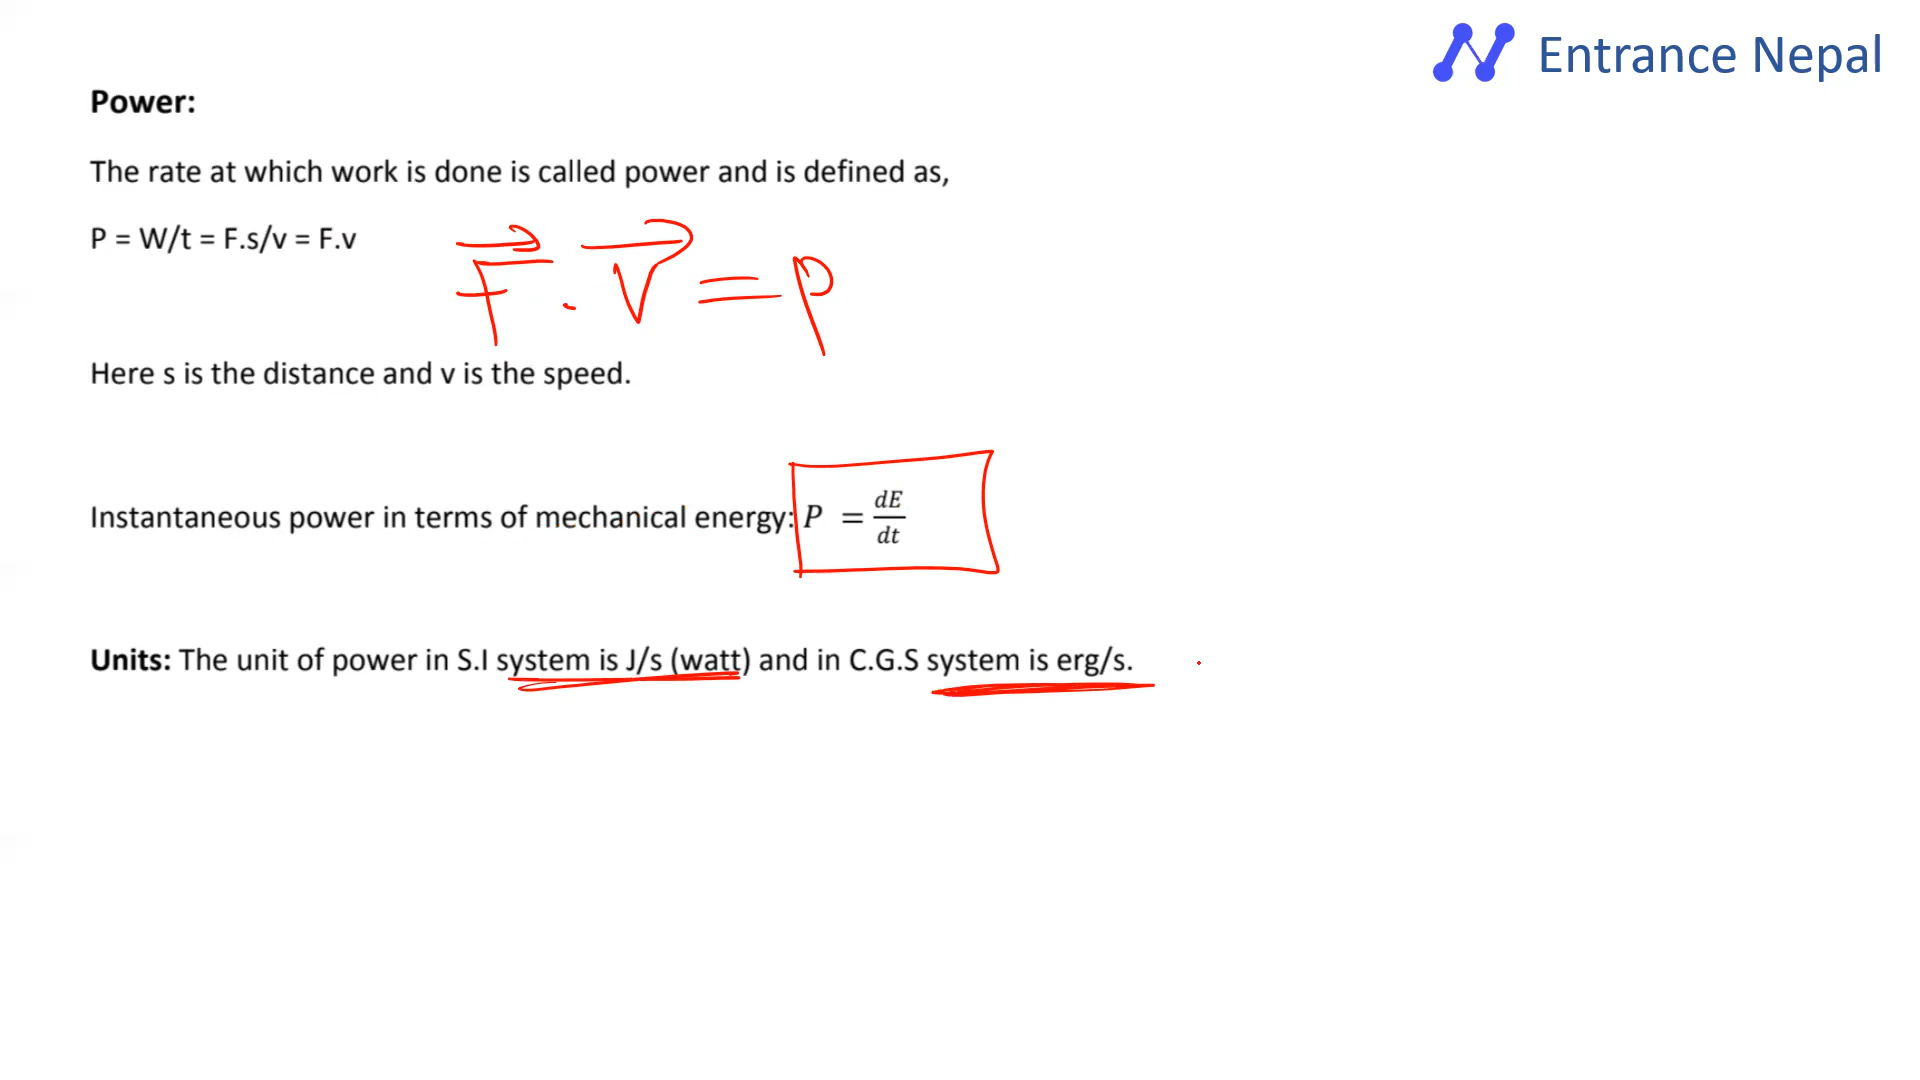 Entrance Nepal
Power:
The rate at which work is done is called power and is defined as,
P = W/t = F.s/v = F.v
F⃗ . V⃗ = P
Here s is the distance and v is the speed.
Instantaneous power in terms of mechanical energy: P = dE/dt
Units: The unit of power in S.I system is J/s (watt) and in C.G.S system is erg/s.